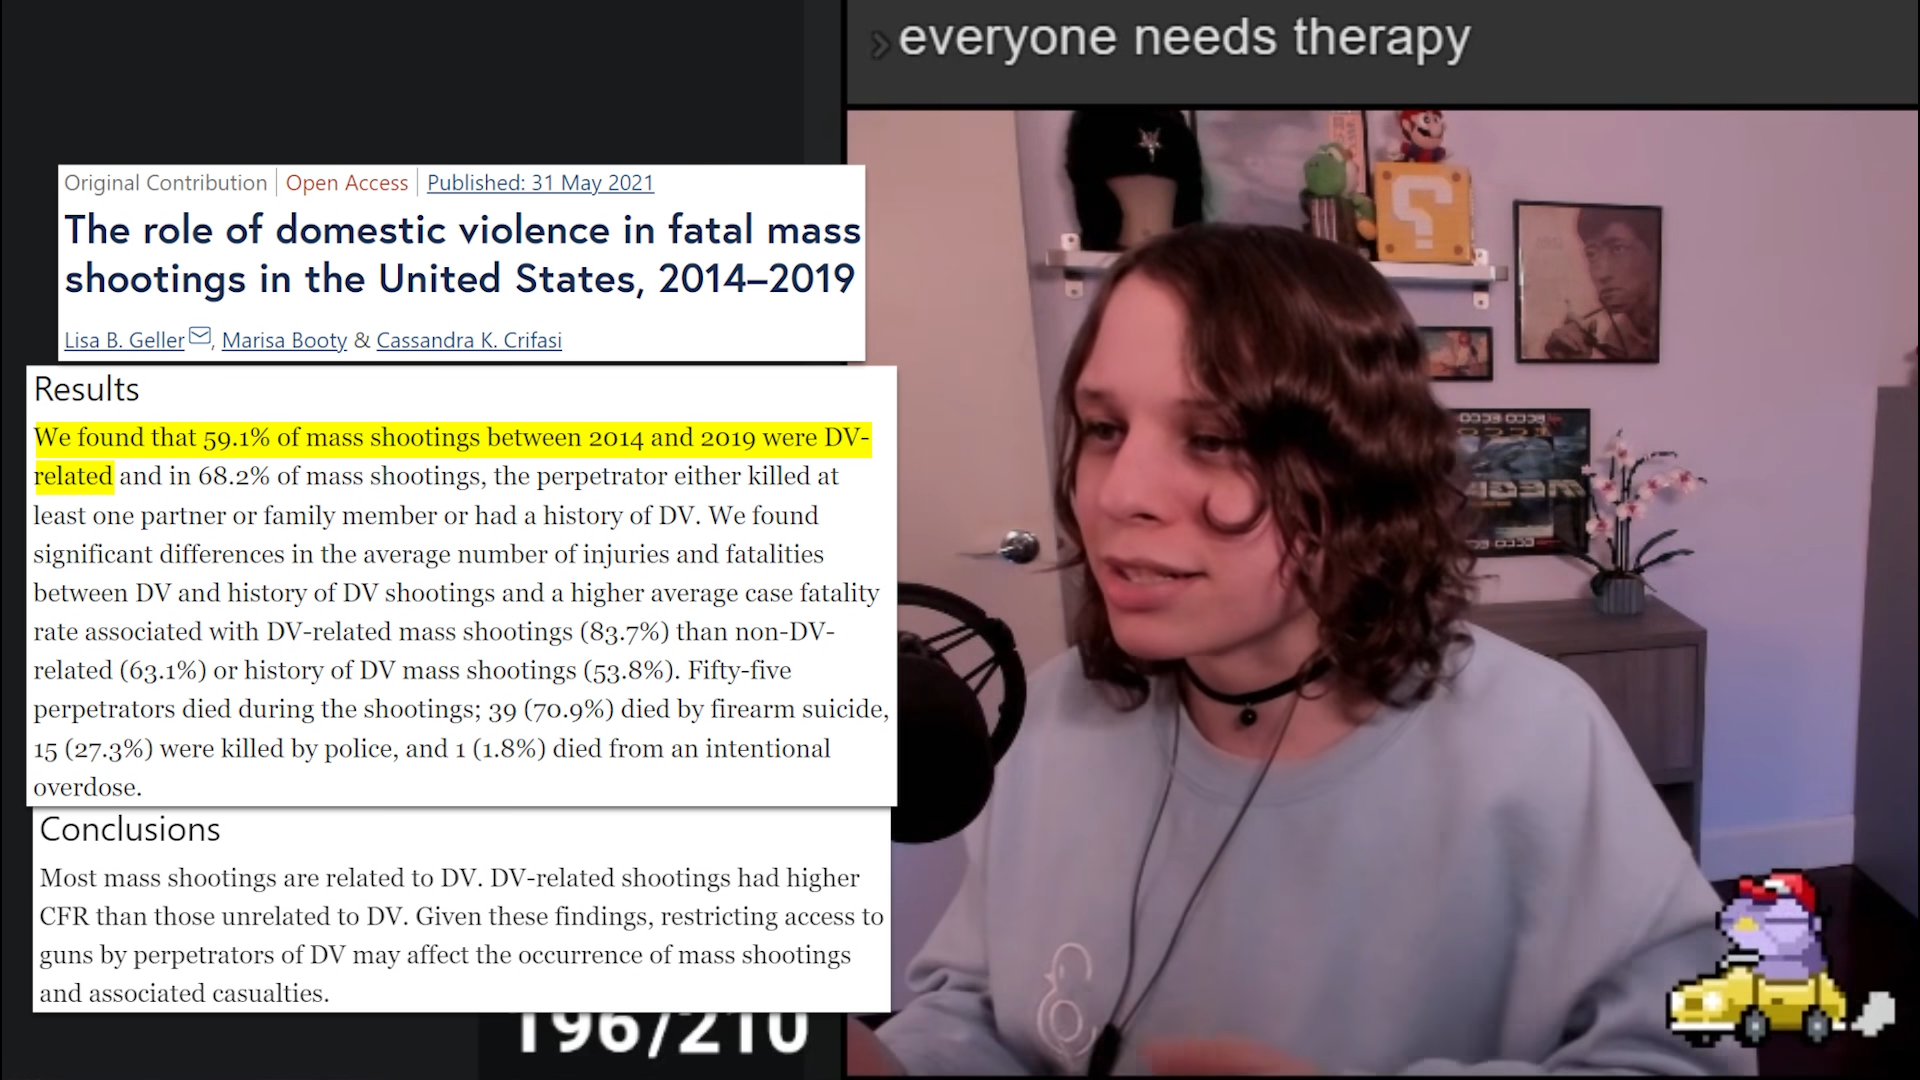 everyone needs therapy
Original Contribution Open Access Published: 31 May 2021
The role of domestic violence in fatal mass
shootings in the United States, 2014–2019
Lisa B. Geller, Marisa Booty & Cassandra K. Crifasi
Results
We found that 59.1% of mass shootings between 2014 and 2019 were DV-
related and in 68.2% of mass shootings, the perpetrator either killed at
least one partner or family member or had a history of DV. We found
significant differences in the average number of injuries and fatalities
between DV and history of DV shootings and a higher average case fatality
rate associated with DV-related mass shootings (83.7%) than non-DV-
related (63.1%) or history of DV mass shootings (53.8%). Fifty-five
perpetrators died during the shootings; 39 (70.9%) died by firearm suicide,
15 (27.3%) were killed by police, and 1 (1.8%) died from an intentional
overdose.
Conclusions
Most mass shootings are related to DV. DV-related shootings had higher
CFR than those unrelated to DV. Given these findings, restricting access to
guns by perpetrators of DV may affect the occurrence of mass shootings
and associated casualties.
196/210